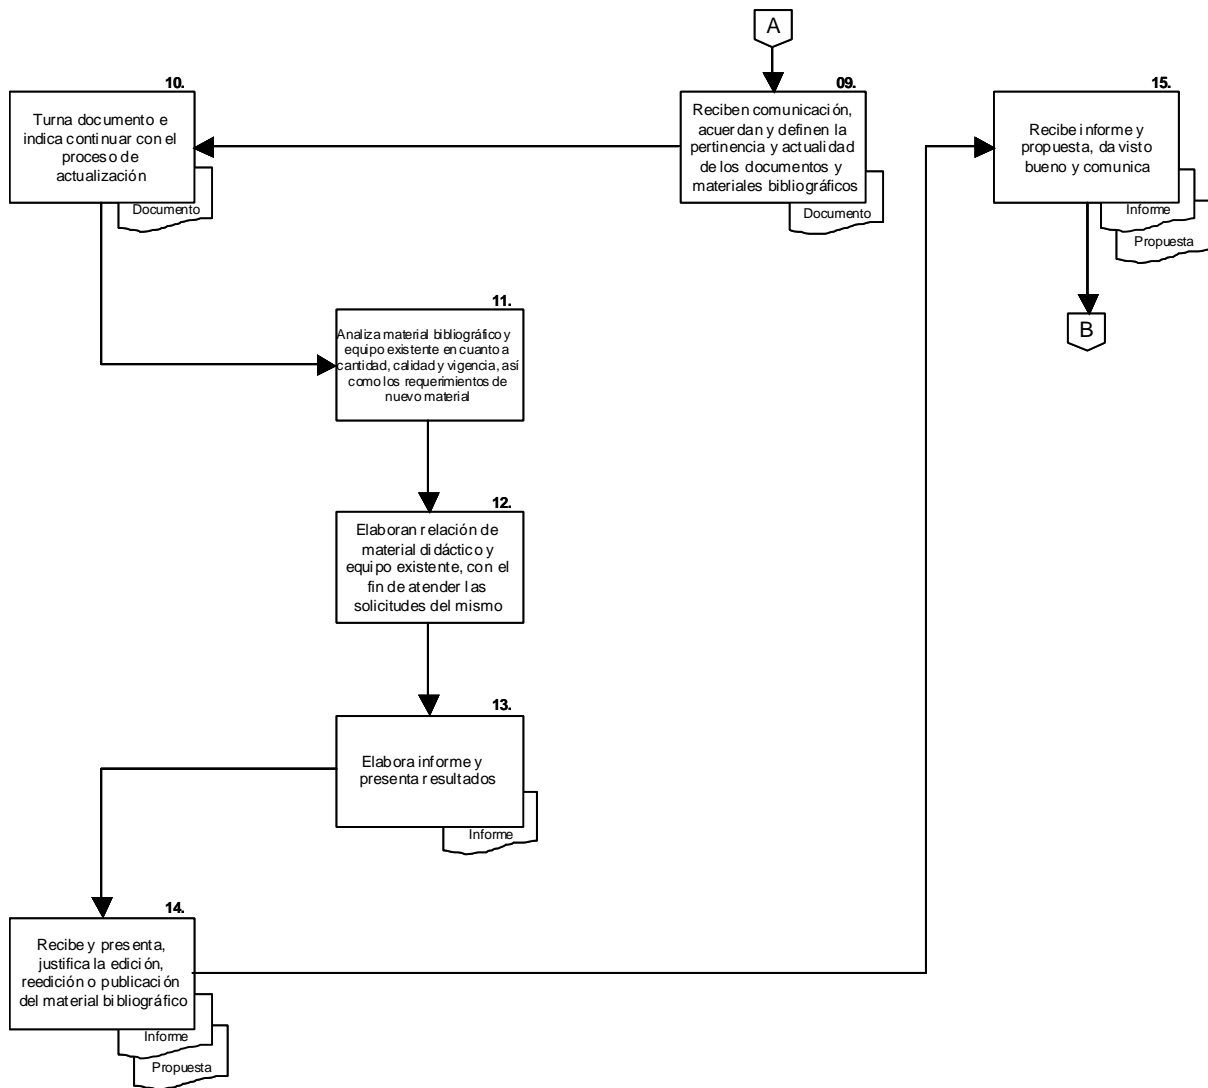 A
09.
Reciben comunicación,
acuerdan y definen la
pertinencia y actualidad
de los documentos y
materiales bibliográficos
Documento
10.
Turna documento e
indica continuar con el
proceso de
actualización
Documento
11.
Analiza material bibliográfico y
equipo existente en cuanto a
cantidad, calidad y vigencia, así
como los requerimientos de
nuevo material
12.
Elaboran relación de
material didáctico y
equipo existente, con el
fin de atender las
solicitudes del mismo
13.
Elabora informe y
presenta resultados
Informe
14.
Recibe y presenta,
justifica la edición,
reedición o publicación
del material bibliográfico
Informe
Propuesta
15.
Recibe informe y
propuesta, da visto
bueno y comunica
Informe
Propuesta
B